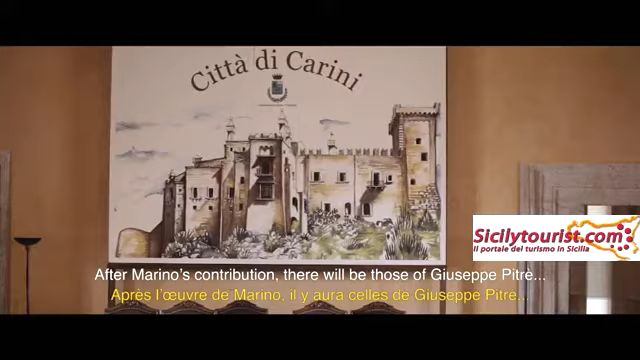 Città di Carini
Sicilytourist.com
il portale del turismo in Sicilia
After Marino's contribution, there will be those of Giuseppe Pitrè...
Après l'œuvre de Marino, il y aura celles de Giuseppe Pitre...